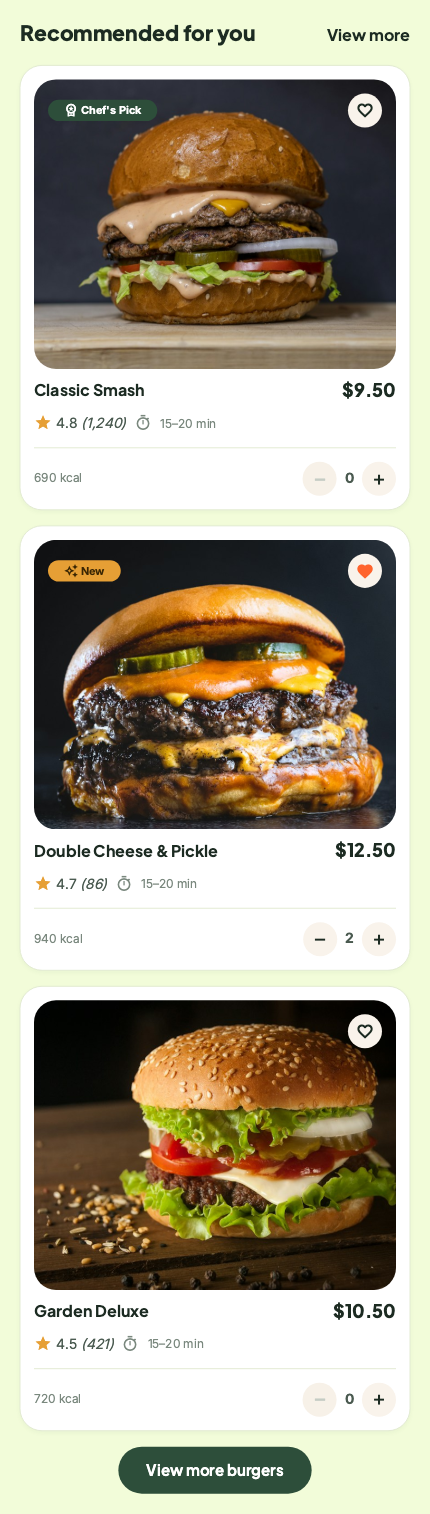 Recommended for you
View more
Chef's Pick
Classic Smash
$9.50
4.8 (1,240) 15–20 min
690 kcal
− 0 +
New
Double Cheese & Pickle
$12.50
4.7 (86) 15–20 min
940 kcal
− 2 +
Garden Deluxe
$10.50
4.5 (421) 15–20 min
720 kcal
− 0 +
View more burgers